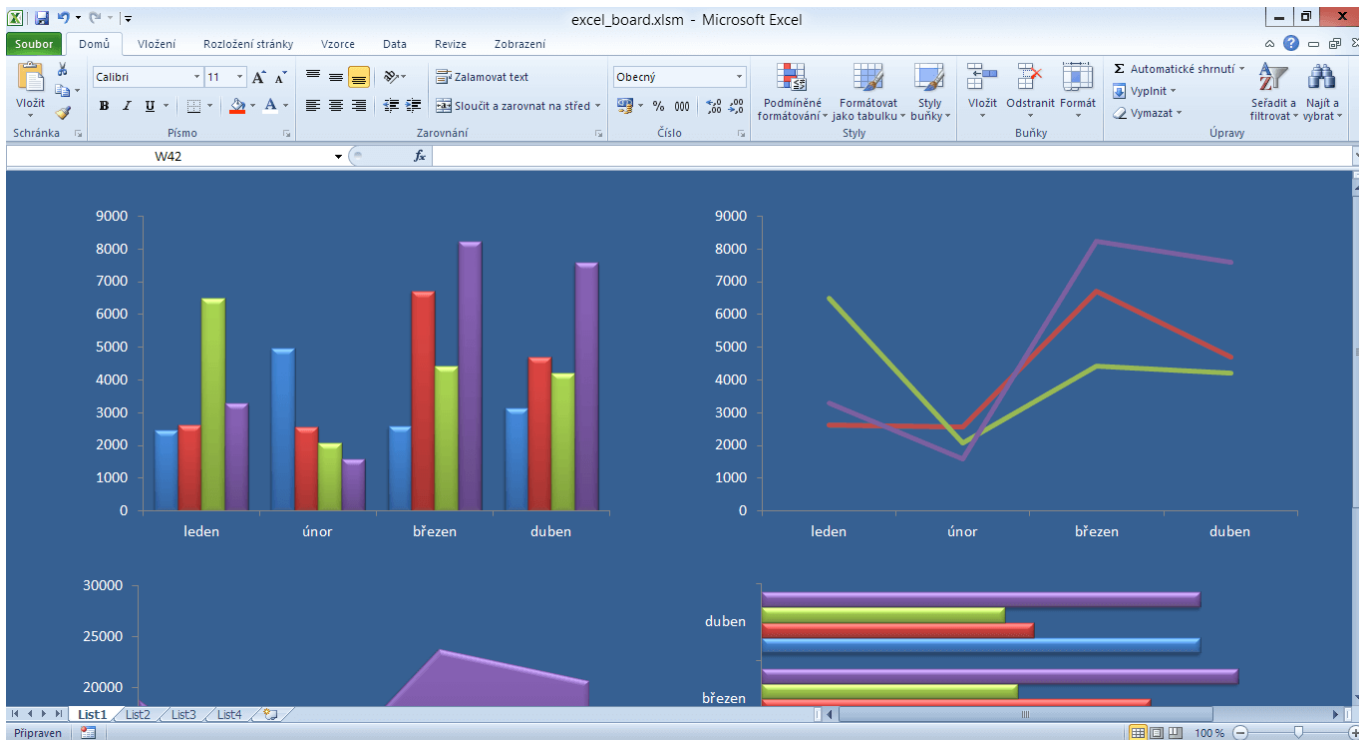 excel_board.xlsm - Microsoft Excel
Soubor Domů Vložení Rozložení stránky Vzorce Data Revize Zobrazení
Vložit
Schránka
Calibri 11 A A
B I U A
Písmo
Zalamovat text
Sloučit a zarovnat na střed
Zarovnání
Obecný
% 000 ,00 ,00
Číslo
Podmíněné formátování
Formátovat jako tabulku
Styly buňky
Styly
Vložit Odstranit Formát
Buňky
Σ Automatické shrnutí
Vyplnit
Vymazat
Seřadit a filtrovat
Najít a vybrat
Úpravy
W42 fx
9000
8000
7000
6000
5000
4000
3000
2000
1000
0
leden únor březen duben
9000
8000
7000
6000
5000
4000
3000
2000
1000
0
leden únor březen duben
30000
25000
20000
duben
březen
List1 List2 List3 List4
Připraven 100 %